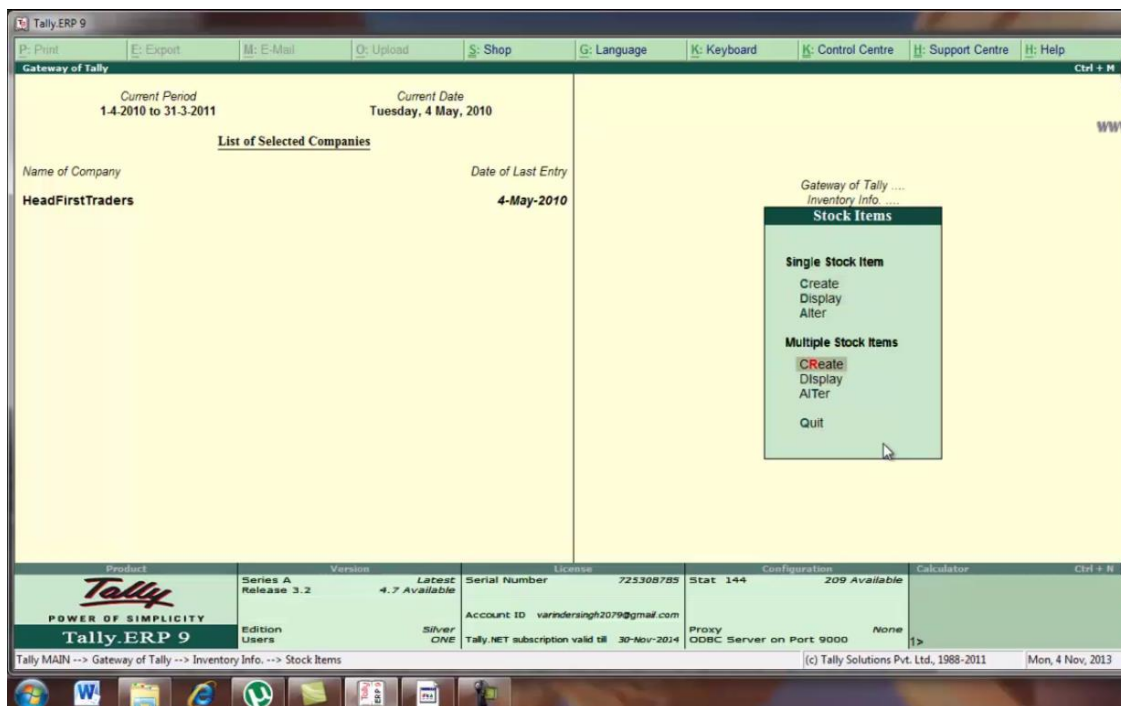 Tally.ERP 9
P: Print E: Export M: E-Mail O: Upload S: Shop G: Language K: Keyboard K: Control Centre H: Support Centre H: Help
Gateway of Tally Ctrl + M
Current Period Current Date
1-4-2010 to 31-3-2011 Tuesday, 4 May, 2010
List of Selected Companies
Name of Company Date of Last Entry
HeadFirstTraders 4-May-2010
Gateway of Tally ....
Inventory Info. ....
Stock Items
Single Stock Item
Create
Display
Alter
Multiple Stock Items
CReate
DIsplay
AlTer
Quit
Product Version License Configuration Calculator Ctrl + N
Tally
POWER OF SIMPLICITY
Tally.ERP 9
Series A Latest
Release 3.2 4.7 Available
Edition Silver
Users ONE
Serial Number 725308785
Account ID varindersingh2079@gmail.com
Tally.NET subscription valid till 30-Nov-2014
Stat 144 209 Available
Proxy None
ODBC Server on Port 9000
1>
Tally MAIN --> Gateway of Tally --> Inventory Info. --> Stock Items (c) Tally Solutions Pvt. Ltd., 1988-2011 Mon, 4 Nov, 2013